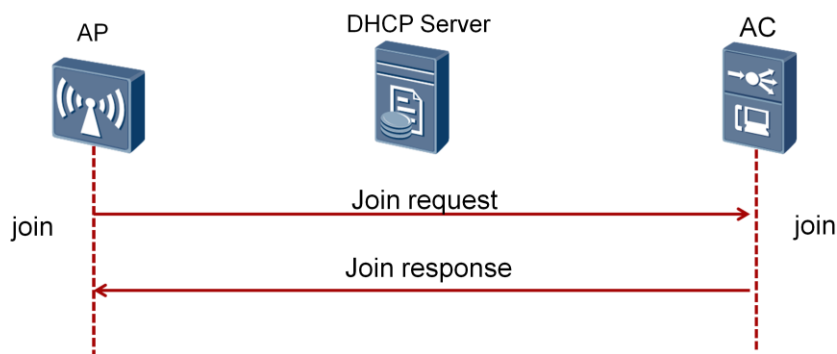 AP
DHCP Server
AC
Join request
join
join
Join response